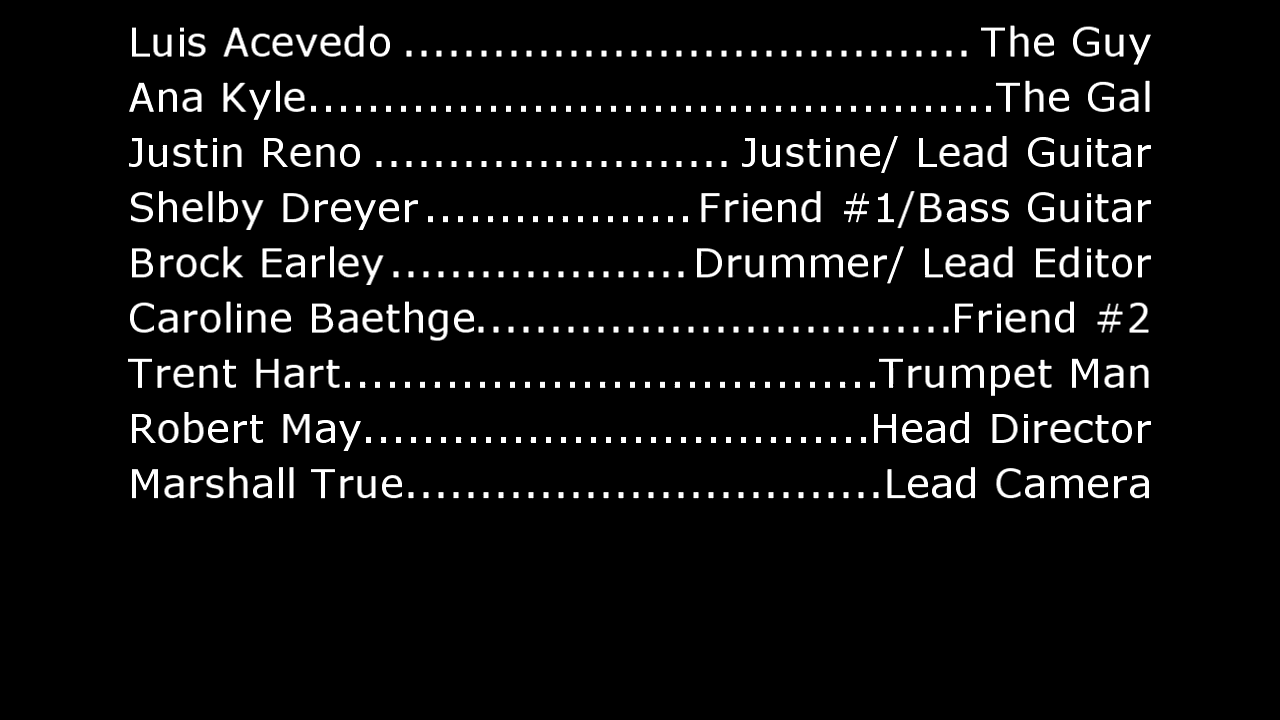 Luis Acevedo ...................................... The Guy
Ana Kyle..............................................The Gal
Justin Reno ........................ Justine/ Lead Guitar
Shelby Dreyer.................. Friend #1/Bass Guitar
Brock Earley.................... Drummer/ Lead Editor
Caroline Baethge................................Friend #2
Trent Hart....................................Trumpet Man
Robert May..................................Head Director
Marshall True................................Lead Camera